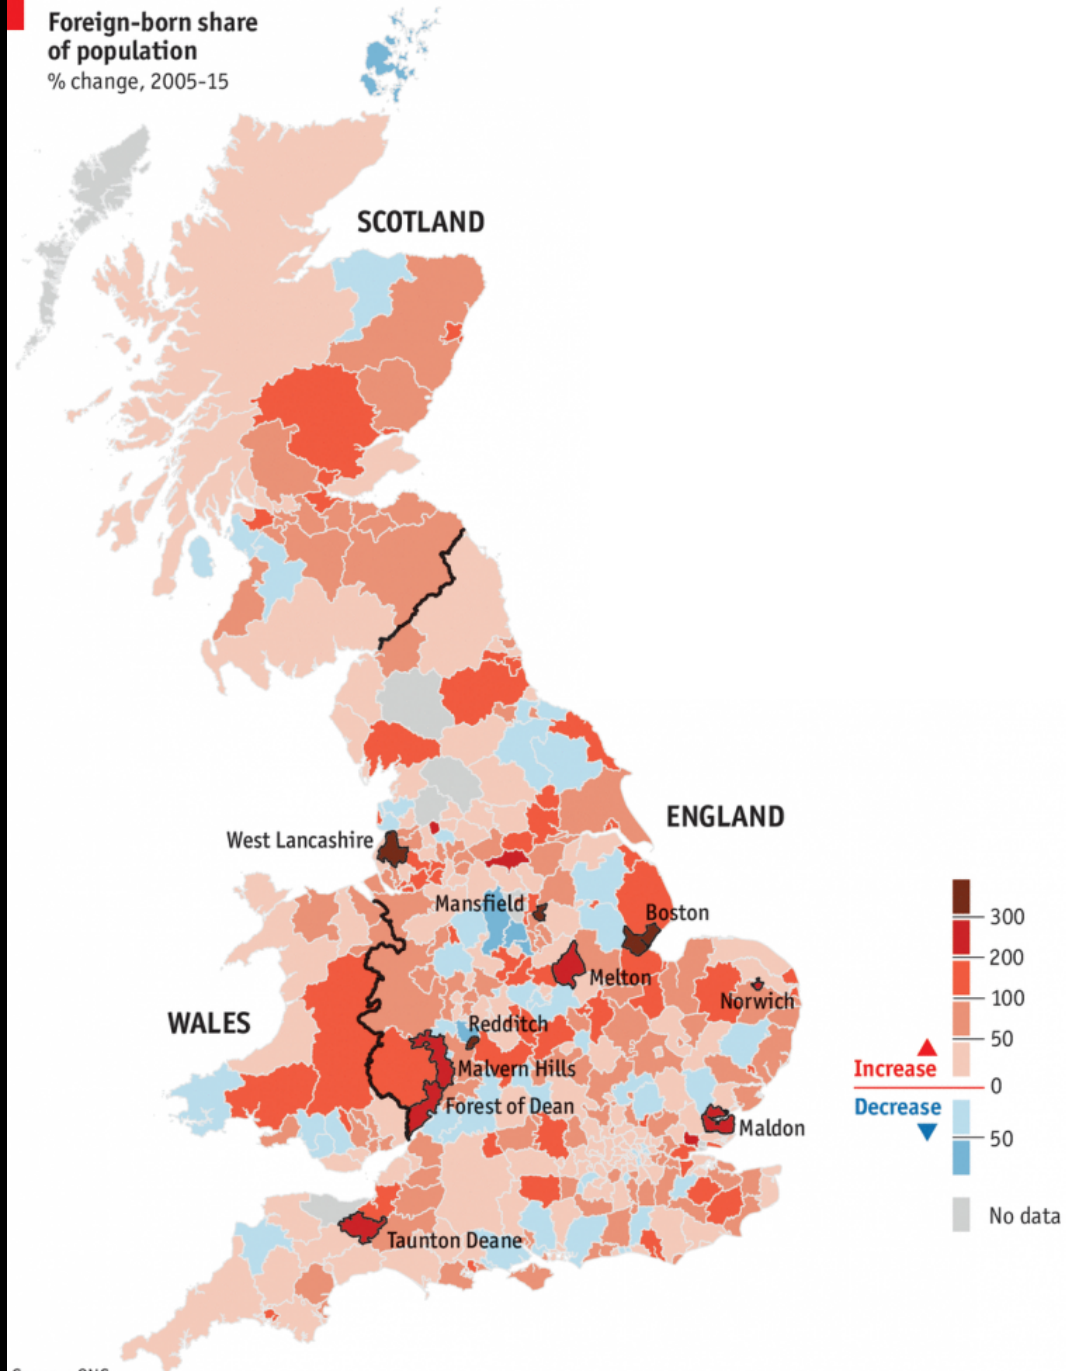 Foreign-born share
of population
% change, 2005-15
SCOTLAND
ENGLAND
West Lancashire
Mansfield
Boston
Melton
Norwich
WALES
Redditch
Malvern Hills
Forest of Dean
Maldon
Taunton Deane
300
200
100
50
Increase
0
Decrease
50
No data